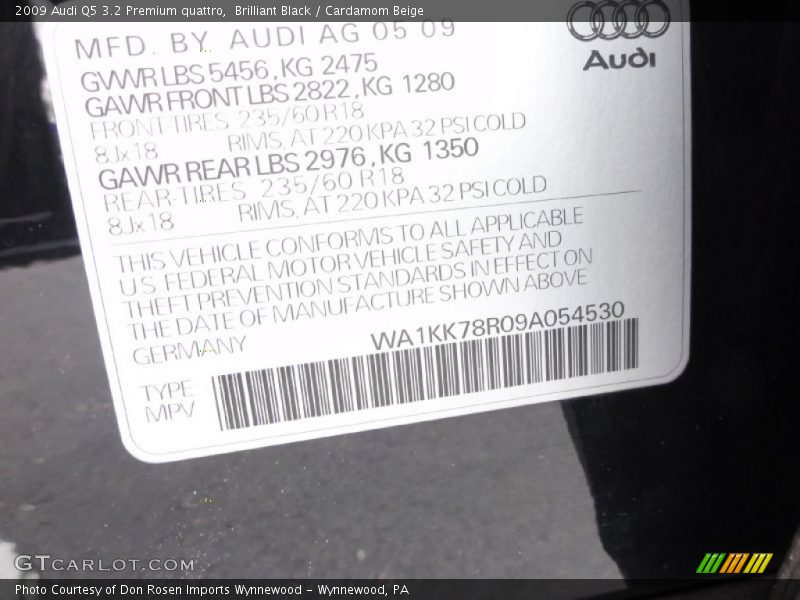 2009 Audi Q5 3.2 Premium quattro,  Brilliant Black / Cardamom Beige
MFD. BY AUDI AG 05 09
Audi
GVWR LBS 5456, KG 2475
GAWR FRONT LBS 2822, KG 1280
FRONT-TIRES 235/60 R18
8Jx18 RIMS, AT 220 KPA 32 PSI COLD
GAWR REAR LBS 2976, KG 1350
REAR-TIRES 235/60 R18
8Jx18 RIMS, AT 220 KPA 32 PSI COLD
THIS VEHICLE CONFORMS TO ALL APPLICABLE
U.S. FEDERAL MOTOR VEHICLE SAFETY AND
THEFT PREVENTION STANDARDS IN EFFECT ON
THE DATE OF MANUFACTURE SHOWN ABOVE
GERMANY WA1KK78R09A054530
TYPE
MPV
GTCARLOT.COM
Photo Courtesy of Don Rosen Imports Wynnewood - Wynnewood, PA